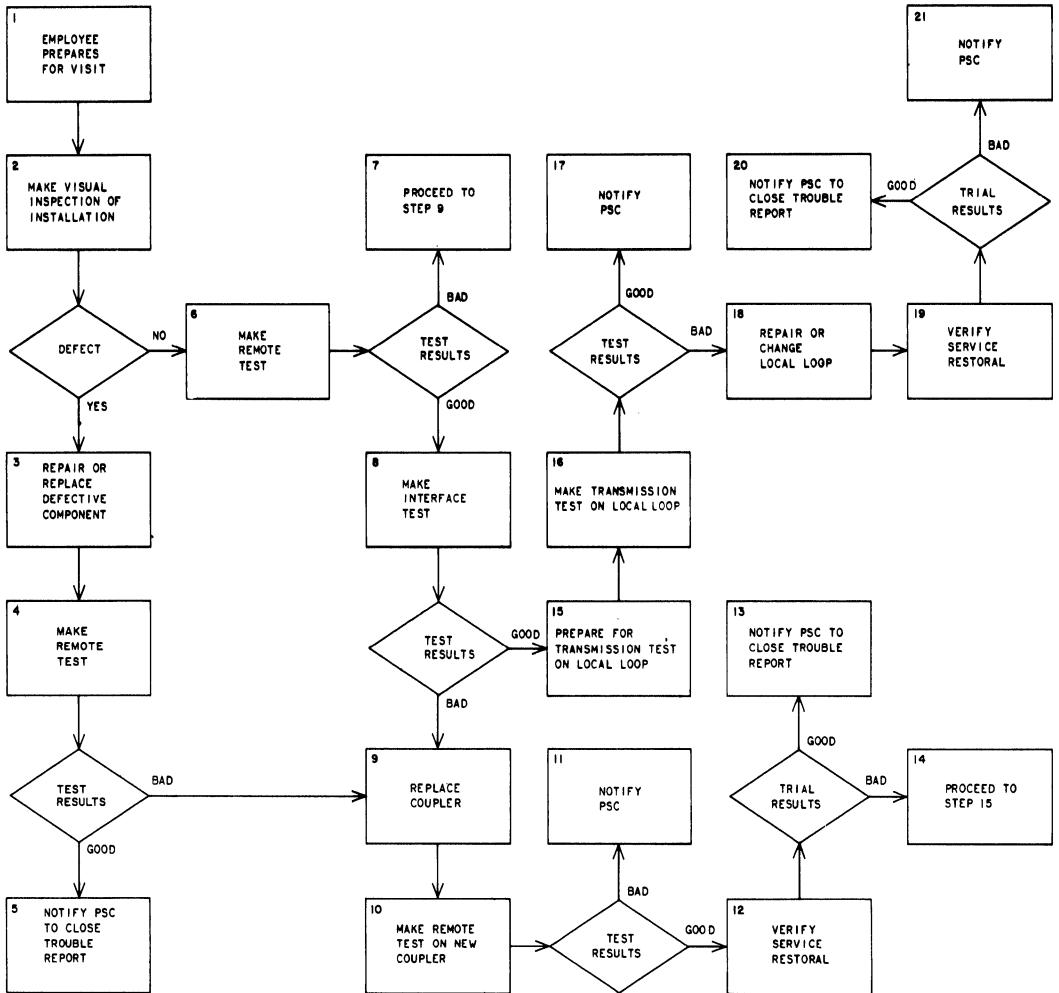 1
EMPLOYEE
PREPARES
FOR VISIT
2
MAKE VISUAL
INSPECTION OF
INSTALLATION
DEFECT
NO
YES
3
REPAIR OR
REPLACE
DEFECTIVE
COMPONENT
4
MAKE
REMOTE
TEST
TEST
RESULTS
BAD
GOOD
5
NOTIFY PSC
TO CLOSE
TROUBLE
REPORT
6
MAKE
REMOTE
TEST
7
PROCEED TO
STEP 9
BAD
TEST
RESULTS
GOOD
8
MAKE
INTERFACE
TEST
TEST
RESULTS
GOOD
BAD
9
REPLACE
COUPLER
10
MAKE REMOTE
TEST ON NEW
COUPLER
11
NOTIFY
PSC
BAD
TEST
RESULTS
GOOD
12
VERIFY
SERVICE
RESTORAL
13
NOTIFY PSC TO
CLOSE TROUBLE
REPORT
GOOD
TRIAL
RESULTS
BAD
14
PROCEED TO
STEP 15
15
PREPARE FOR
TRANSMISSION TEST
ON LOCAL LOOP
16
MAKE TRANSMISSION
TEST ON LOCAL LOOP
17
NOTIFY
PSC
GOOD
TEST
RESULTS
BAD
18
REPAIR OR
CHANGE
LOCAL LOOP
19
VERIFY
SERVICE
RESTORAL
20
NOTIFY PSC TO
CLOSE TROUBLE
REPORT
GOOD
TRIAL
RESULTS
BAD
21
NOTIFY
PSC